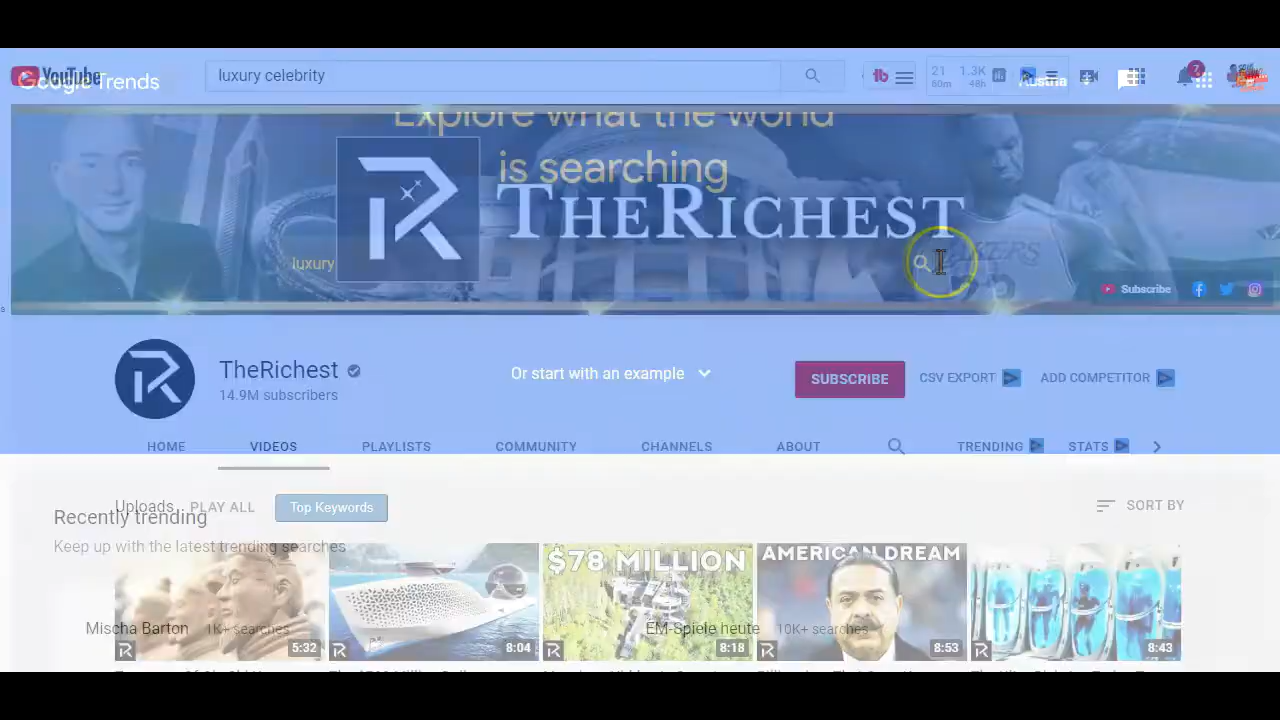 YouTube
Google Trends
luxury celebrity
21
60m
1.3K
48h
Austria
7
Explore what the world
is searching
THERICHEST
luxury
Subscribe
TheRichest
14.9M subscribers
Or start with an example
SUBSCRIBE
CSV EXPORT
ADD COMPETITOR
HOME
VIDEOS
PLAYLISTS
COMMUNITY
CHANNELS
ABOUT
TRENDING
STATS
Uploads
PLAY ALL
Top Keywords
SORT BY
Recently trending
Keep up with the latest trending searches
$78 MILLION
AMERICAN DREAM
Mischa Barton
1K+ searches
EM-Spiele heute
10K+ searches
5:32
8:04
8:18
8:53
8:43